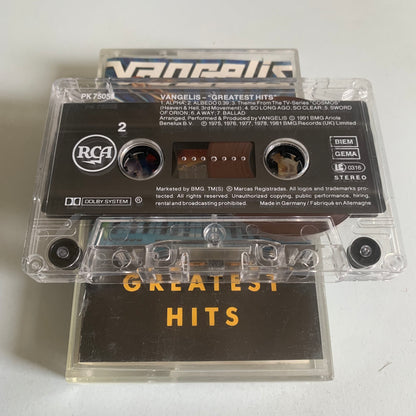 vangelis
PK 75058
VANGELIS – "GREATEST HITS"
1. ALPHA; 2. ALBEDO 0.39; 3. Theme From The TV-Series "COSMOS"
(Heaven & Hell, 3rd Movement); 4. SO LONG AGO, SO CLEAR; 5. SWORD
OF ORION; 6. A WAY; 7. BALLAD
Arranged, Performed & Produced by VANGELIS Ⓟ 1991 BMG Ariola
Benelux B.V. Ⓟ 1975, 1976, 1977, 1978, 1981 BMG Records (UK) Limited
2
RCA
BIEM
GEMA
LC 0316
STEREO
Marketed by BMG. TM(S) ® Marcas Registradas. All logos and trademarks pro-
tected. All rights reserved. Unauthorized copying, public performance, hiring,
rental and broadcasting prohibited. Made in Germany / Fabriqué en Allemagne
DOLBY SYSTEM ®
GREATEST
HITS